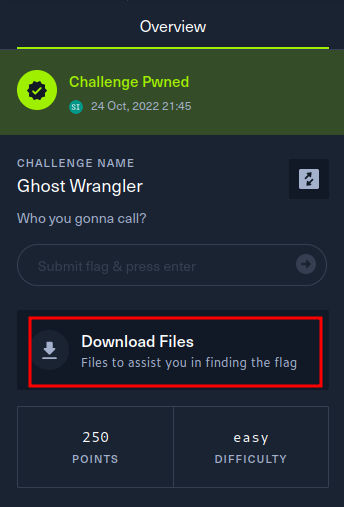 Overview
Challenge Pwned
SI 24 Oct, 2022 21:45
CHALLENGE NAME
Ghost Wrangler
Who you gonna call?
Submit flag & press enter
Download Files
Files to assist you in finding the flag
250 easy
POINTS DIFFICULTY